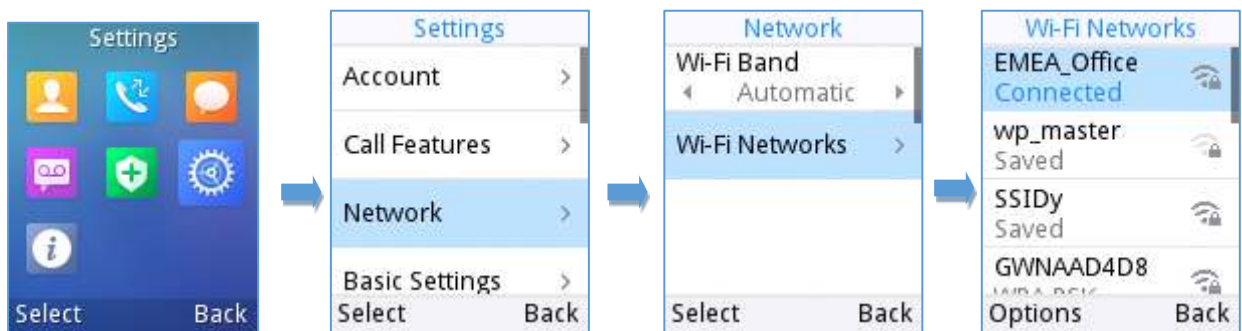 Settings
Select Back
Settings
Account
Call Features
Network
Basic Settings
Select Back
Network
Wi-Fi Band
Automatic
Wi-Fi Networks
Select Back
Wi-Fi Networks
EMEA_Office
Connected
wp_master
Saved
SSIDy
Saved
GWNAAD4D8
Options Back